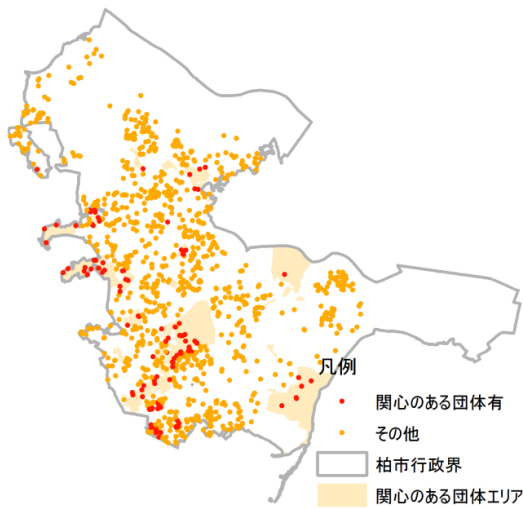 凡例
関心のある団体有
その他
柏市行政界
関心のある団体エリア